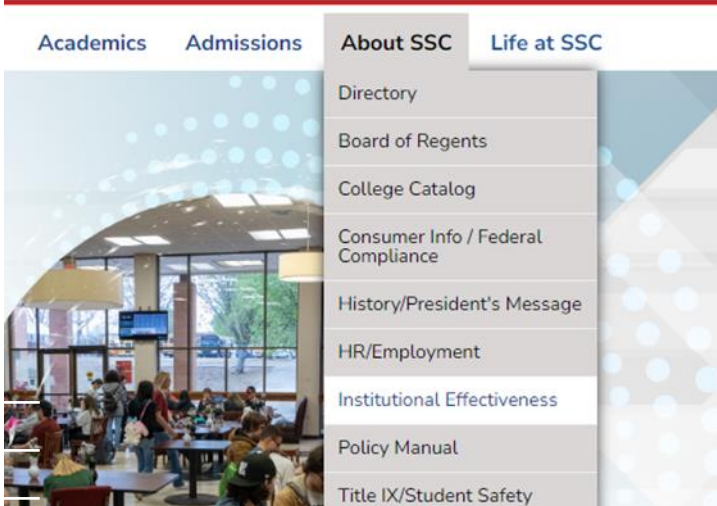 Academics Admissions About SSC Life at SSC
Directory
Board of Regents
College Catalog
Consumer Info / Federal
Compliance
History/President's Message
HR/Employment
Institutional Effectiveness
Policy Manual
Title IX/Student Safety